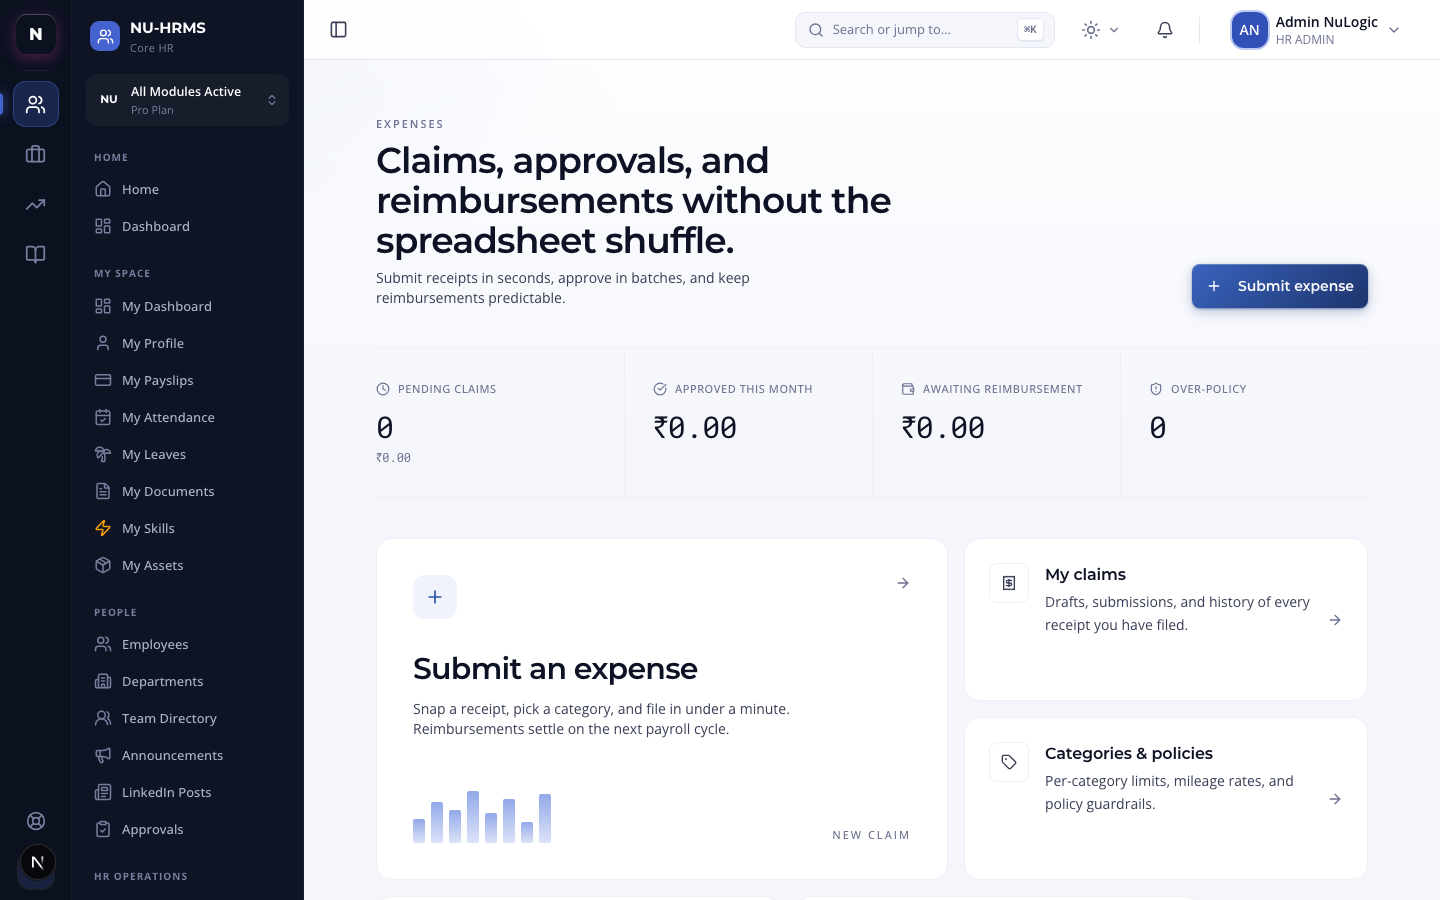 N
NU-HRMS
Core HR
NU
All Modules Active
Pro Plan
HOME
Home
Dashboard
MY SPACE
My Dashboard
My Profile
My Payslips
My Attendance
My Leaves
My Documents
My Skills
My Assets
PEOPLE
Employees
Departments
Team Directory
Announcements
LinkedIn Posts
Approvals
HR OPERATIONS
N
Search or jump to...
⌘K
AN
Admin NuLogic
HR ADMIN
EXPENSES
Claims, approvals, and
reimbursements without the
spreadsheet shuffle.
Submit receipts in seconds, approve in batches, and keep
reimbursements predictable.
Submit expense
PENDING CLAIMS
0
₹0.00
APPROVED THIS MONTH
₹0.00
AWAITING REIMBURSEMENT
₹0.00
OVER-POLICY
0
Submit an expense
Snap a receipt, pick a category, and file in under a minute.
Reimbursements settle on the next payroll cycle.
NEW CLAIM
My claims
Drafts, submissions, and history of every
receipt you have filed.
Categories & policies
Per-category limits, mileage rates, and
policy guardrails.